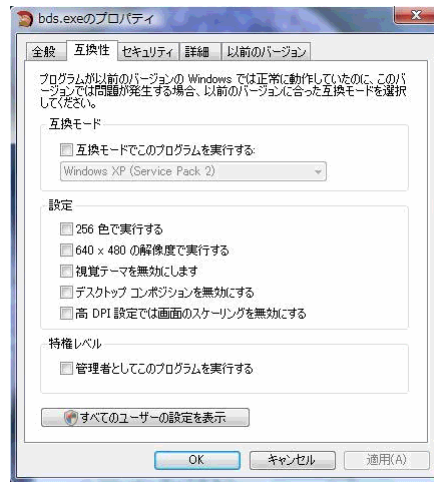 bds.exeのプロパティ
全般 互換性 セキュリティ 詳細 以前のバージョン
プログラムが以前のバージョンの Windows では正常に動作していたのに、このバ
ージョンでは問題が発生する場合、以前のバージョンに合った互換モードを選択
してください。
互換モード
互換モードでこのプログラムを実行する:
Windows XP (Service Pack 2)
設定
256 色で実行する
640 x 480 の解像度で実行する
視覚テーマを無効にします
デスクトップ コンポジションを無効にする
高 DPI 設定では画面のスケーリングを無効にする
特権レベル
管理者としてこのプログラムを実行する
すべてのユーザーの設定を表示
OK キャンセル 適用(A)